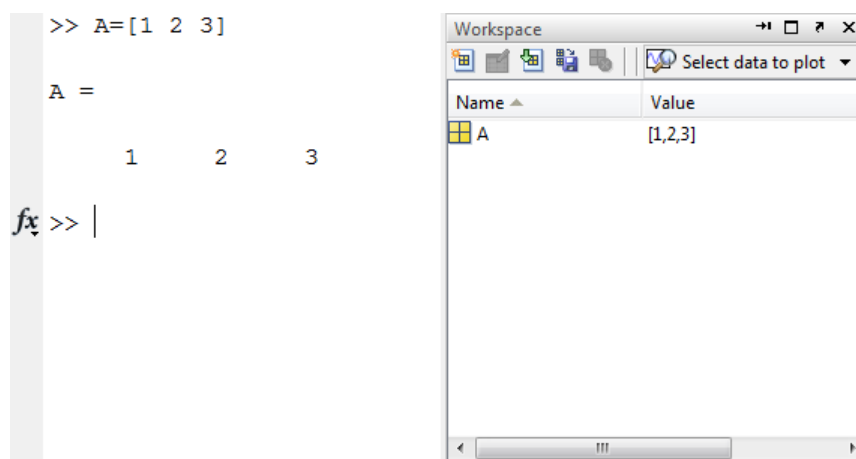 >> A=[1 2 3]
A =
1 2 3
fx >>
Workspace
Select data to plot
Name Value
A [1,2,3]